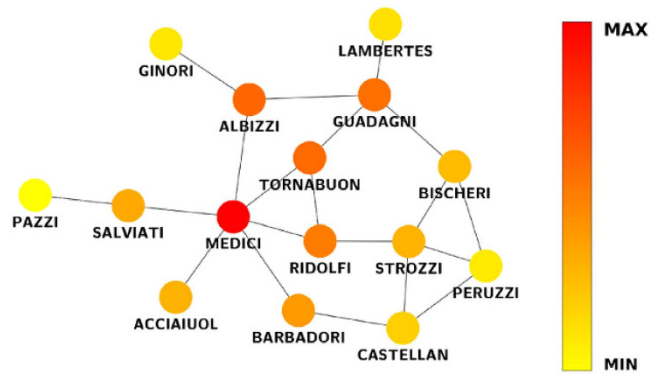 MAX
LAMBERTES
GINORI
GUADAGNI
ALBIZZI
TORNABUON
BISCHERI
PAZZI
SALVIATI
MEDICI
RIDOLFI
STROZZI
PERUZZI
ACCIAIUOL
BARBADORI
CASTELLAN
MIN